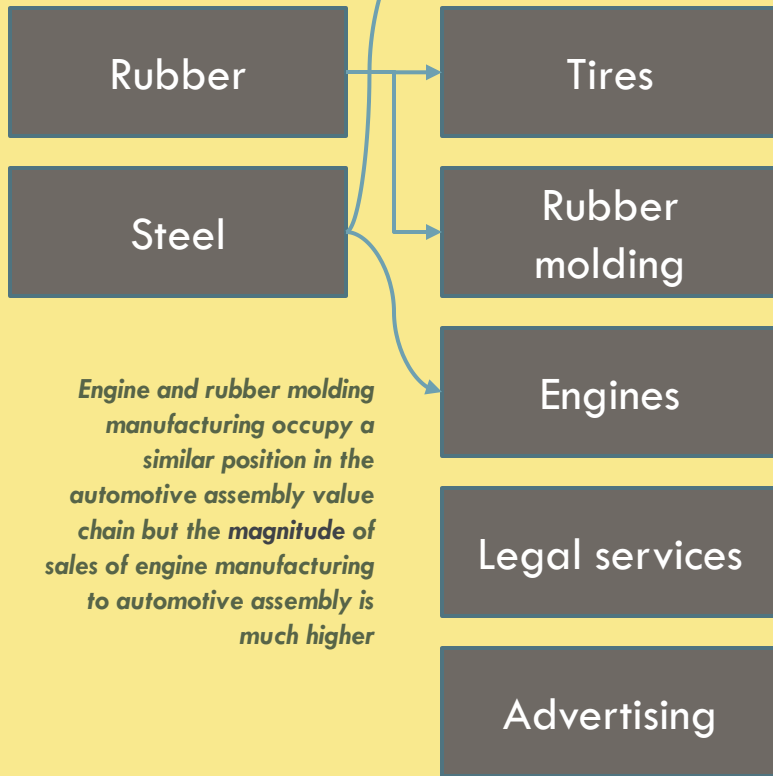 Rubber
Tires
Steel
Rubber
molding
Engines
Engine and rubber molding
manufacturing occupy a
similar position in the
automotive assembly value
chain but the magnitude of
sales of engine manufacturing
to automotive assembly is
much higher
Legal services
Advertising